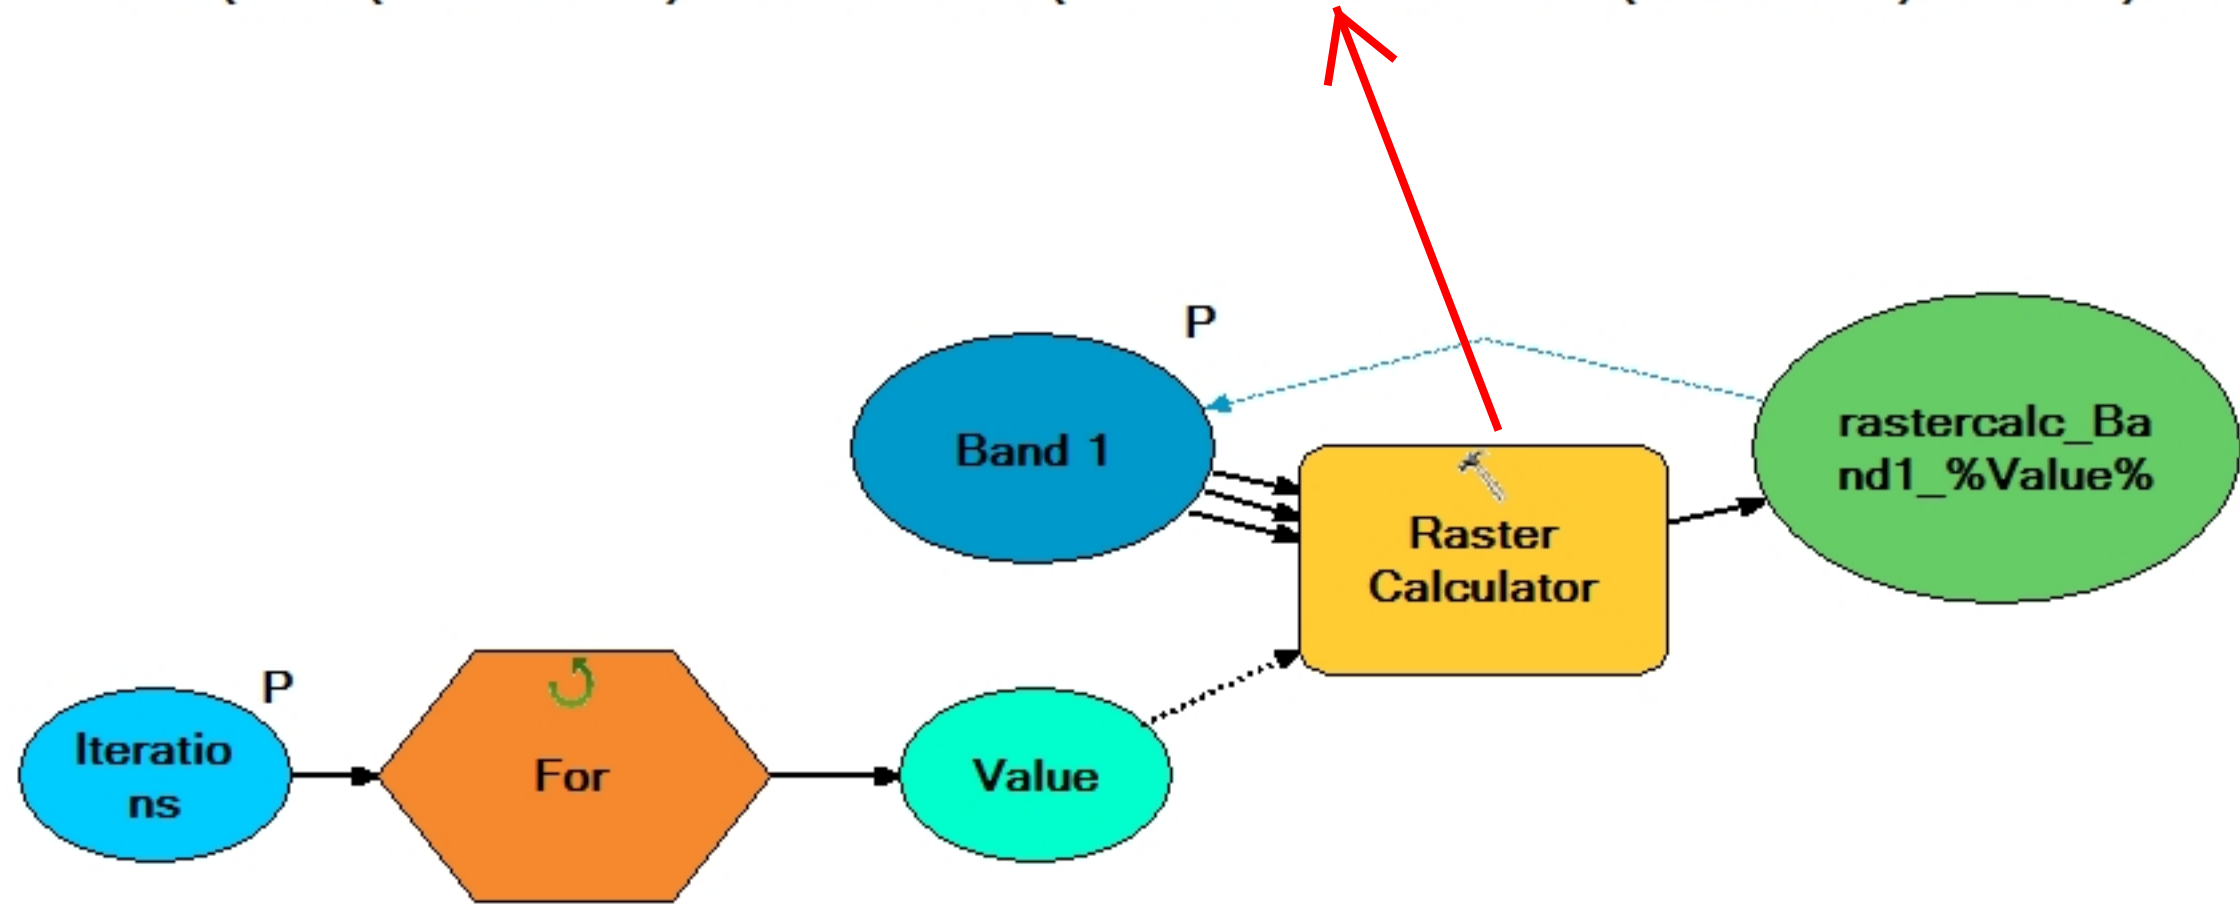 P
Band 1
rastercalc_Ba
nd1_%Value%
Raster
Calculator
P
Iteratio
ns
For
Value